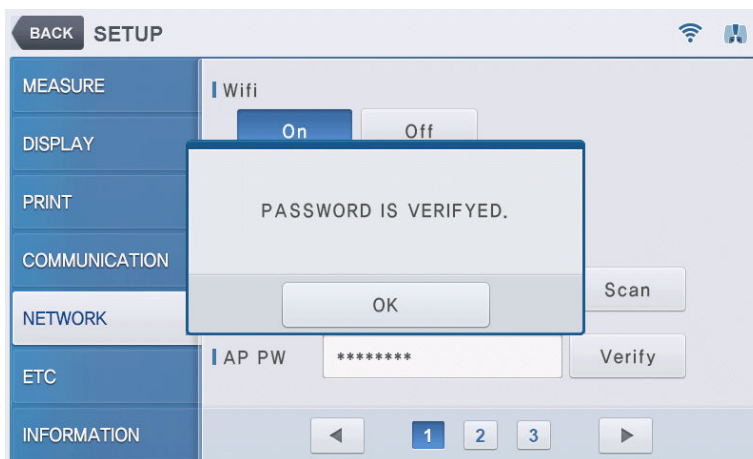 BACK SETUP
MEASURE
DISPLAY
PRINT
COMMUNICATION
NETWORK
ETC
INFORMATION
Wifi
On Off
PASSWORD IS VERIFYED.
OK
Scan
AP PW ******** Verify
1 2 3